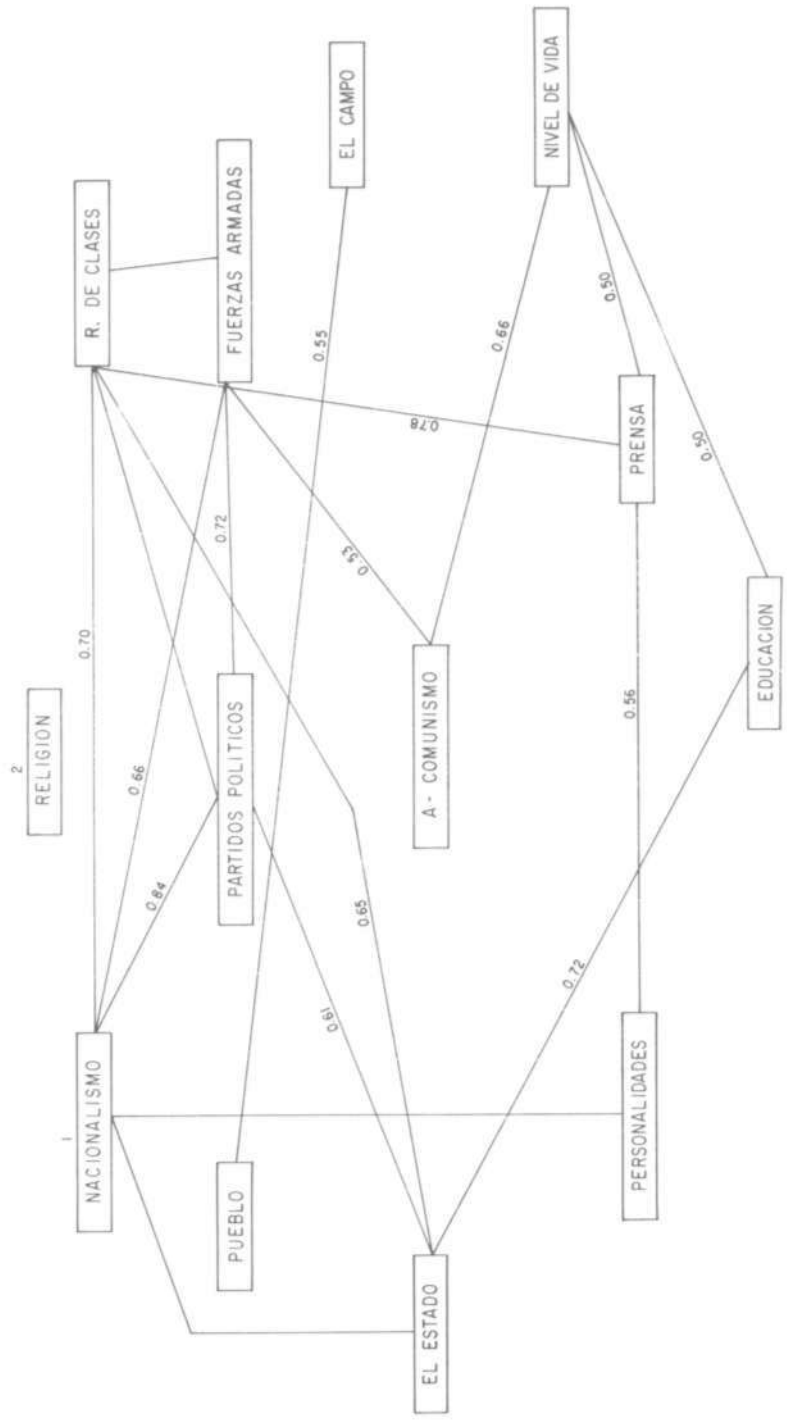 2
RELIGION
1
NACIONALISMO
0.70
R. DE CLASES
0.66
0.84
PUEBLO
PARTIDOS POLITICOS
0.72
FUERZAS ARMADAS
0.61
0.65
0.55
EL CAMPO
0.53
0.78
EL ESTADO
A- COMUNISMO
0.66
NIVEL DE VIDA
0.72
0.50
PERSONALIDADES
0.56
PRENSA
0.50
EDUCACION